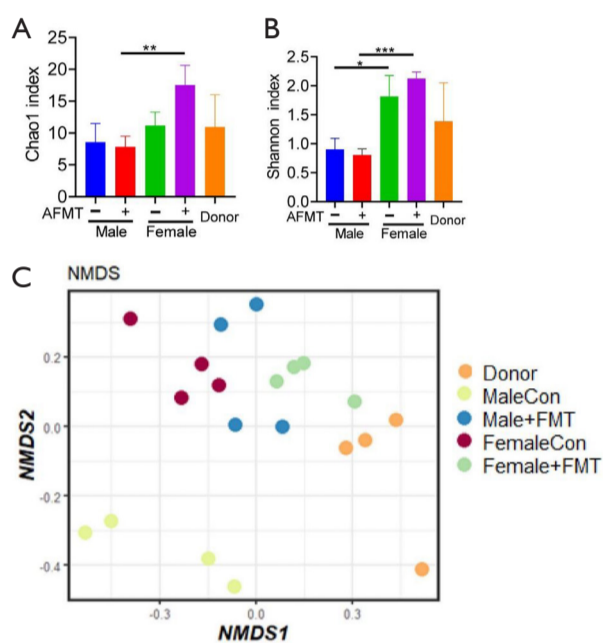 A
Chao1 index
25
20
15
10
5
0
**
AFMT - + - + Donor
Male Female
B
Shannon index
2.5
2.0
1.5
1.0
0.5
0.0
***
*
AFMT - + - + Donor
Male Female
C
NMDS
NMDS2
0.2
0.0
-0.2
-0.4
-0.3 0.0 0.3
NMDS1
Donor
MaleCon
Male+FMT
FemaleCon
Female+FMT